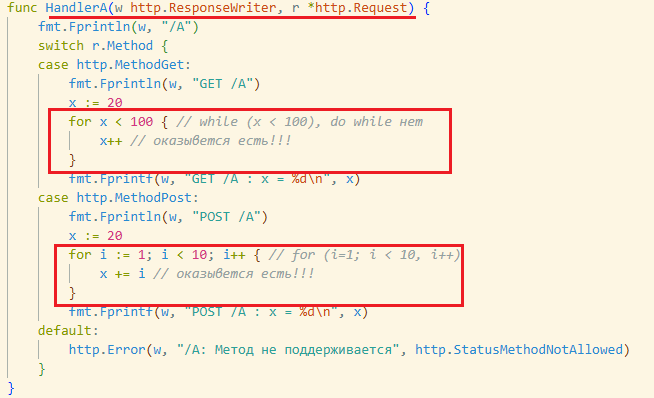 func HandlerA(w http.ResponseWriter, r *http.Request) {
fmt.Fprintln(w, "/A")
switch r.Method {
case http.MethodGet:
fmt.Fprintln(w, "GET /A")
x := 20
for x < 100 { // while (x < 100), do while нет
x++ // оказывется есть!!!
}
fmt.Fprintf(w, "GET /A : x = %d\n", x)
case http.MethodPost:
fmt.Fprintln(w, "POST /A")
x := 20
for i := 1; i < 10; i++ { // for (i=1; i < 10, i++)
x += i // оказывется есть!!!
}
fmt.Fprintf(w, "POST /A : x = %d\n", x)
default:
http.Error(w, "/A: Метод не поддерживается", http.StatusMethodNotAllowed)
}
}